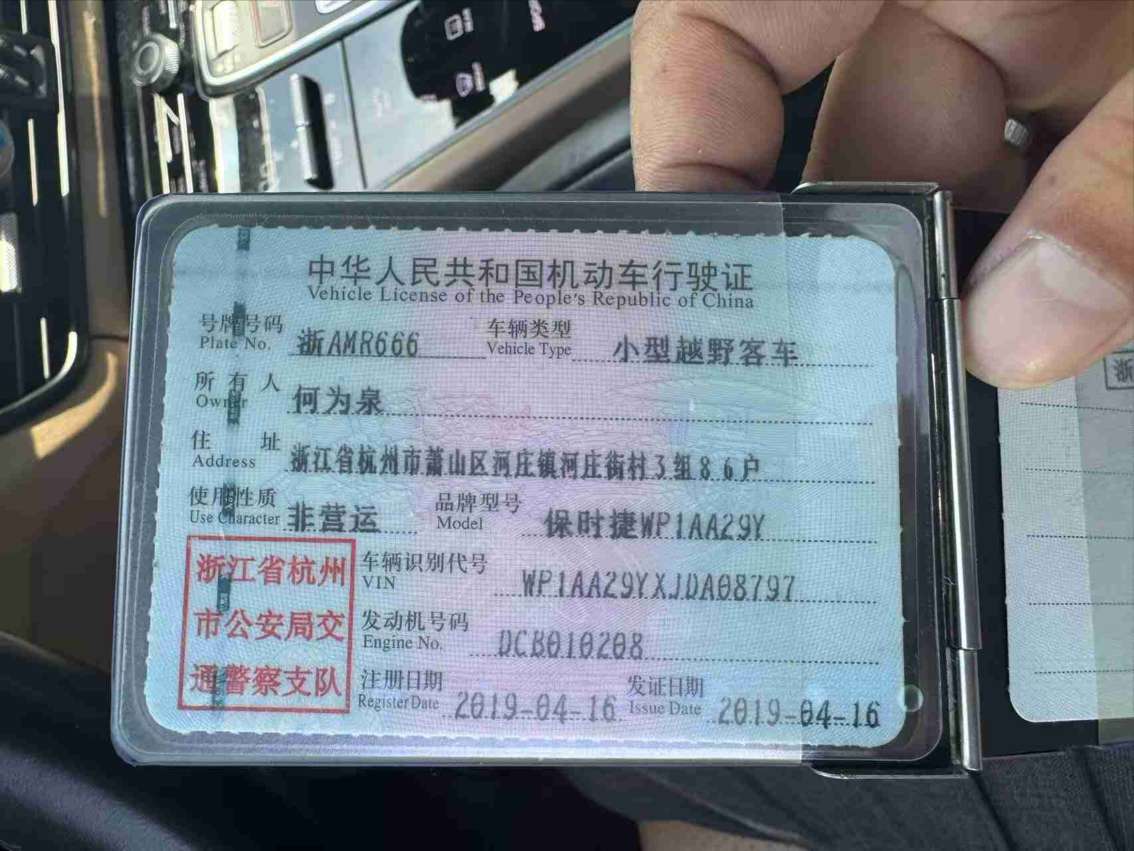 中华人民共和国机动车行驶证
Vehicle License of the People's Republic of China
号牌号码 浙AMR666 车辆类型 小型越野客车
Plate No. Vehicle Type
所有人 何为泉
Owner
住址 浙江省杭州市萧山区河庄镇河庄街村3组86户
Address
使用性质 非营运 品牌型号 保时捷WP1AA29Y
Use Character Model
浙江省杭州
市公安局交
通警察支队
车辆识别代号 WP1AA29YXJDA08797
VIN
发动机号码 DCB010208
Engine No.
注册日期 2019-04-16 发证日期 2019-04-16
Register Date Issue Date
浙